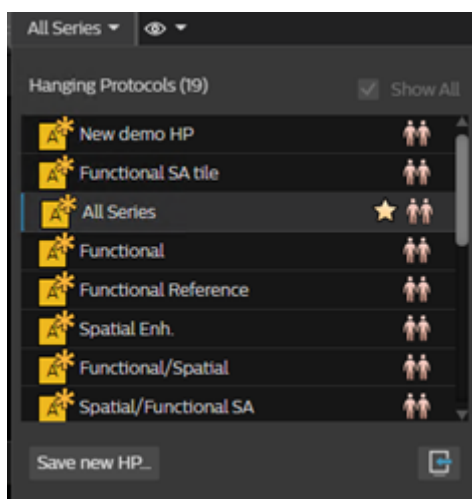 All Series
Hanging Protocols (19)
Show All
A* New demo HP
A* Functional SA tile
A* All Series
A* Functional
A* Functional Reference
A* Spatial Enh.
A* Functional/Spatial
A* Spatial/Functional SA
Save new HP...